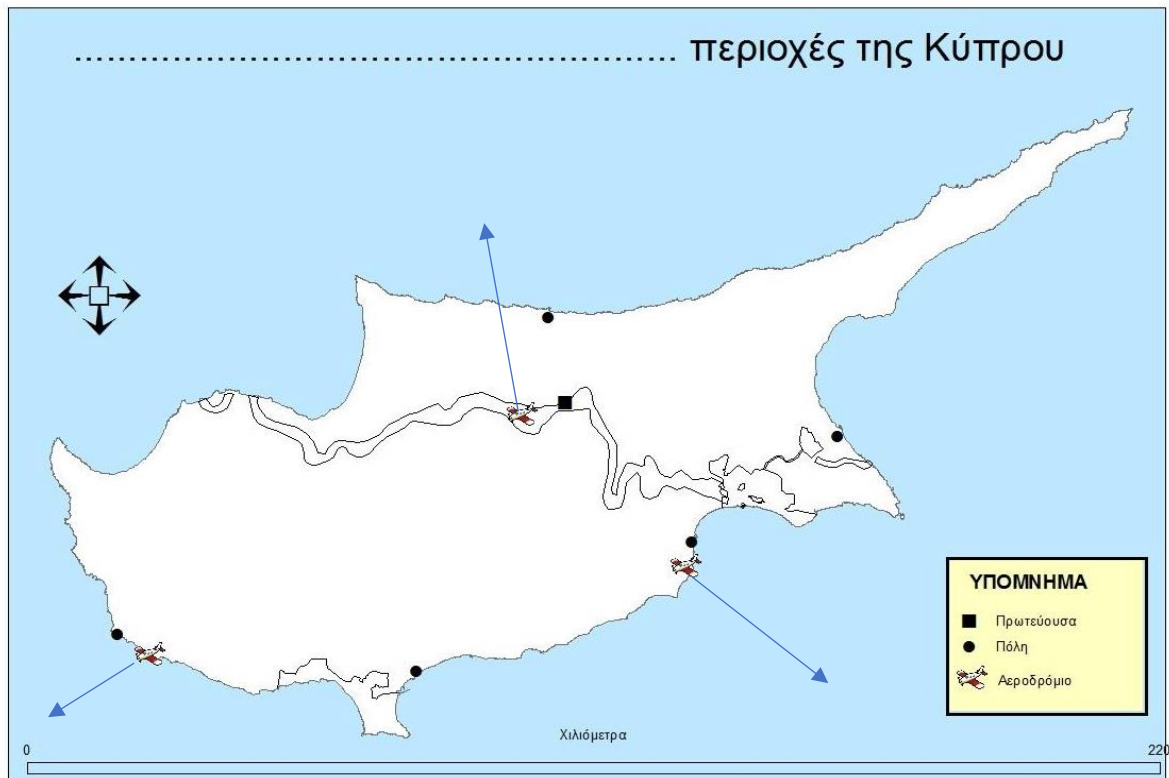 ........................................................ περιοχές της Κύπρου
ΥΠΟΜΝΗΜΑ
Πρωτεύουσα
Πόλη
Αεροδρόμιο
Χιλιόμετρα
0
220